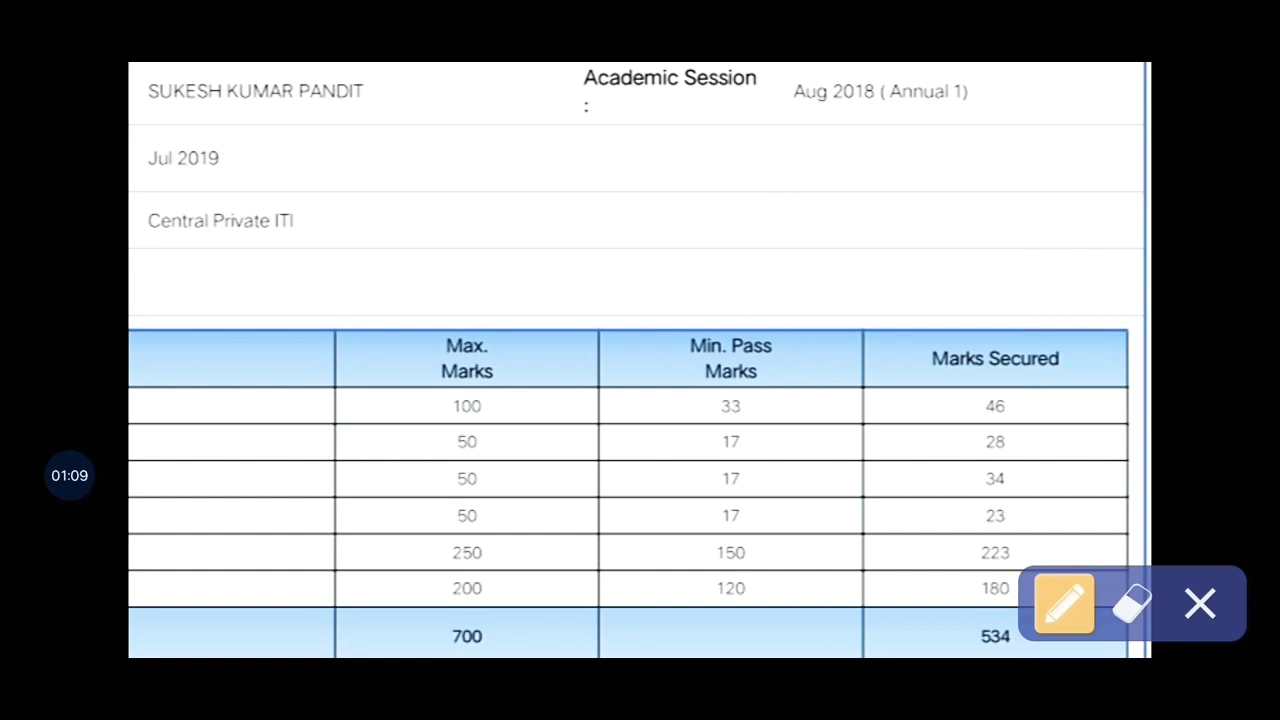 SUKESH KUMAR PANDIT
Academic Session
:
Aug 2018 ( Annual 1)
Jul 2019
Central Private ITI
Max.
Marks
Min. Pass
Marks
Marks Secured
100 33 46
50 17 28
50 17 34
50 17 23
250 150 223
200 120 180
700 534
01:09